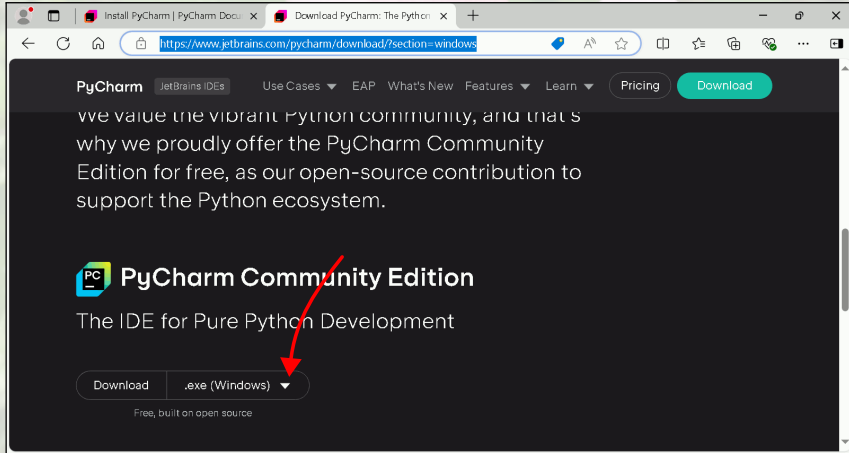 Install PyCharm | PyCharm Docu
Download PyCharm: The Python
https://www.jetbrains.com/pycharm/download/?section=windows
PyCharm JetBrains IDEs Use Cases EAP What's New Features Learn Pricing Download
We value the vibrant Python community, and that's
why we proudly offer the PyCharm Community
Edition for free, as our open-source contribution to
support the Python ecosystem.
PC PyCharm Community Edition
The IDE for Pure Python Development
Download .exe (Windows)
Free, built on open source